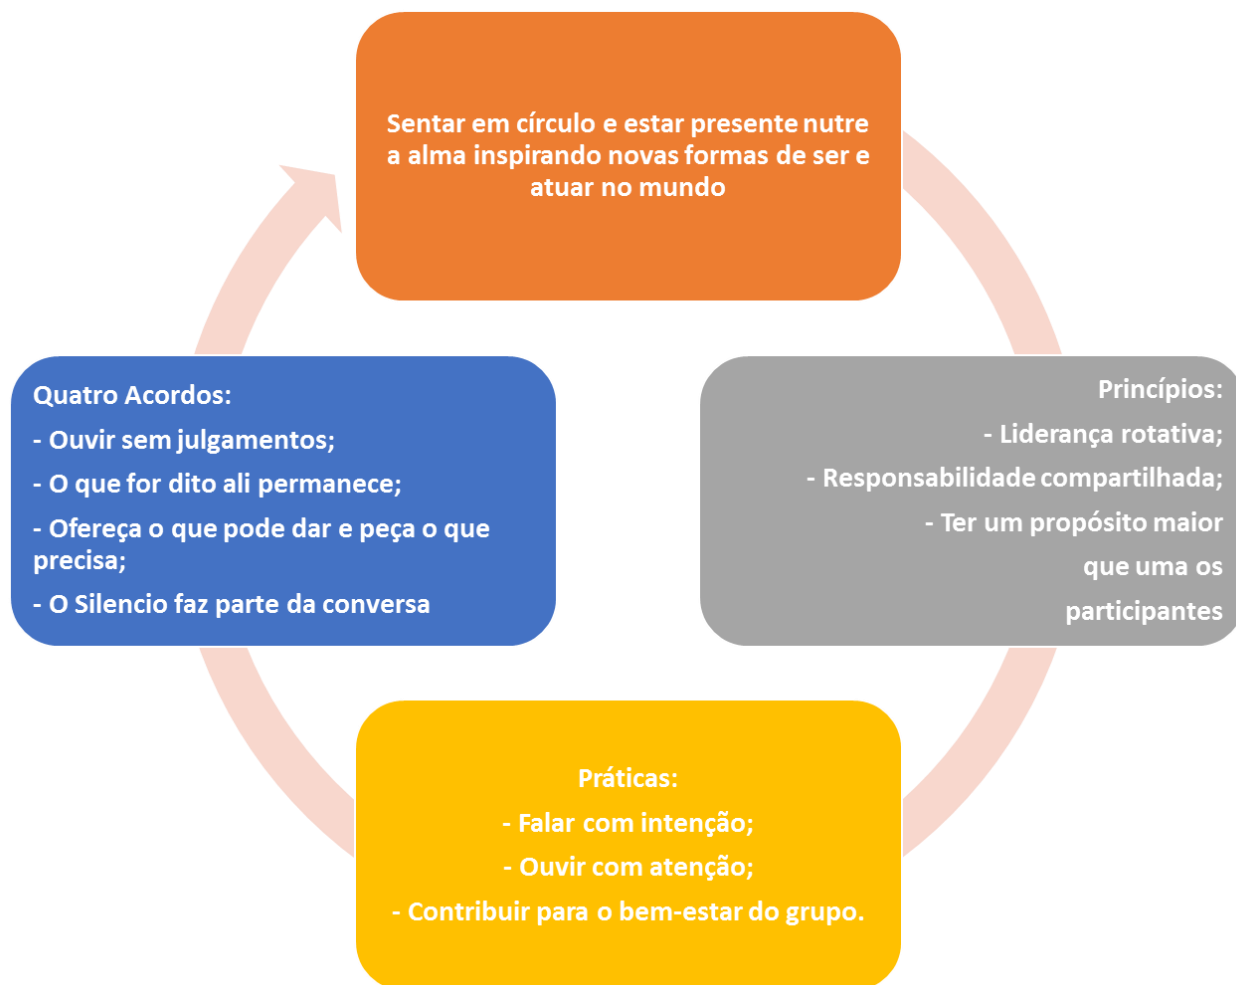 Sentar em círculo e estar presente nutre
a alma inspirando novas formas de ser e
atuar no mundo
Princípios:
- Liderança rotativa;
- Responsabilidade compartilhada;
- Ter um propósito maior
que uma os
participantes
Práticas:
- Falar com intenção;
- Ouvir com atenção;
- Contribuir para o bem-estar do grupo.
Quatro Acordos:
- Ouvir sem julgamentos;
- O que for dito ali permanece;
- Ofereça o que pode dar e peça o que
precisa;
- O Silencio faz parte da conversa